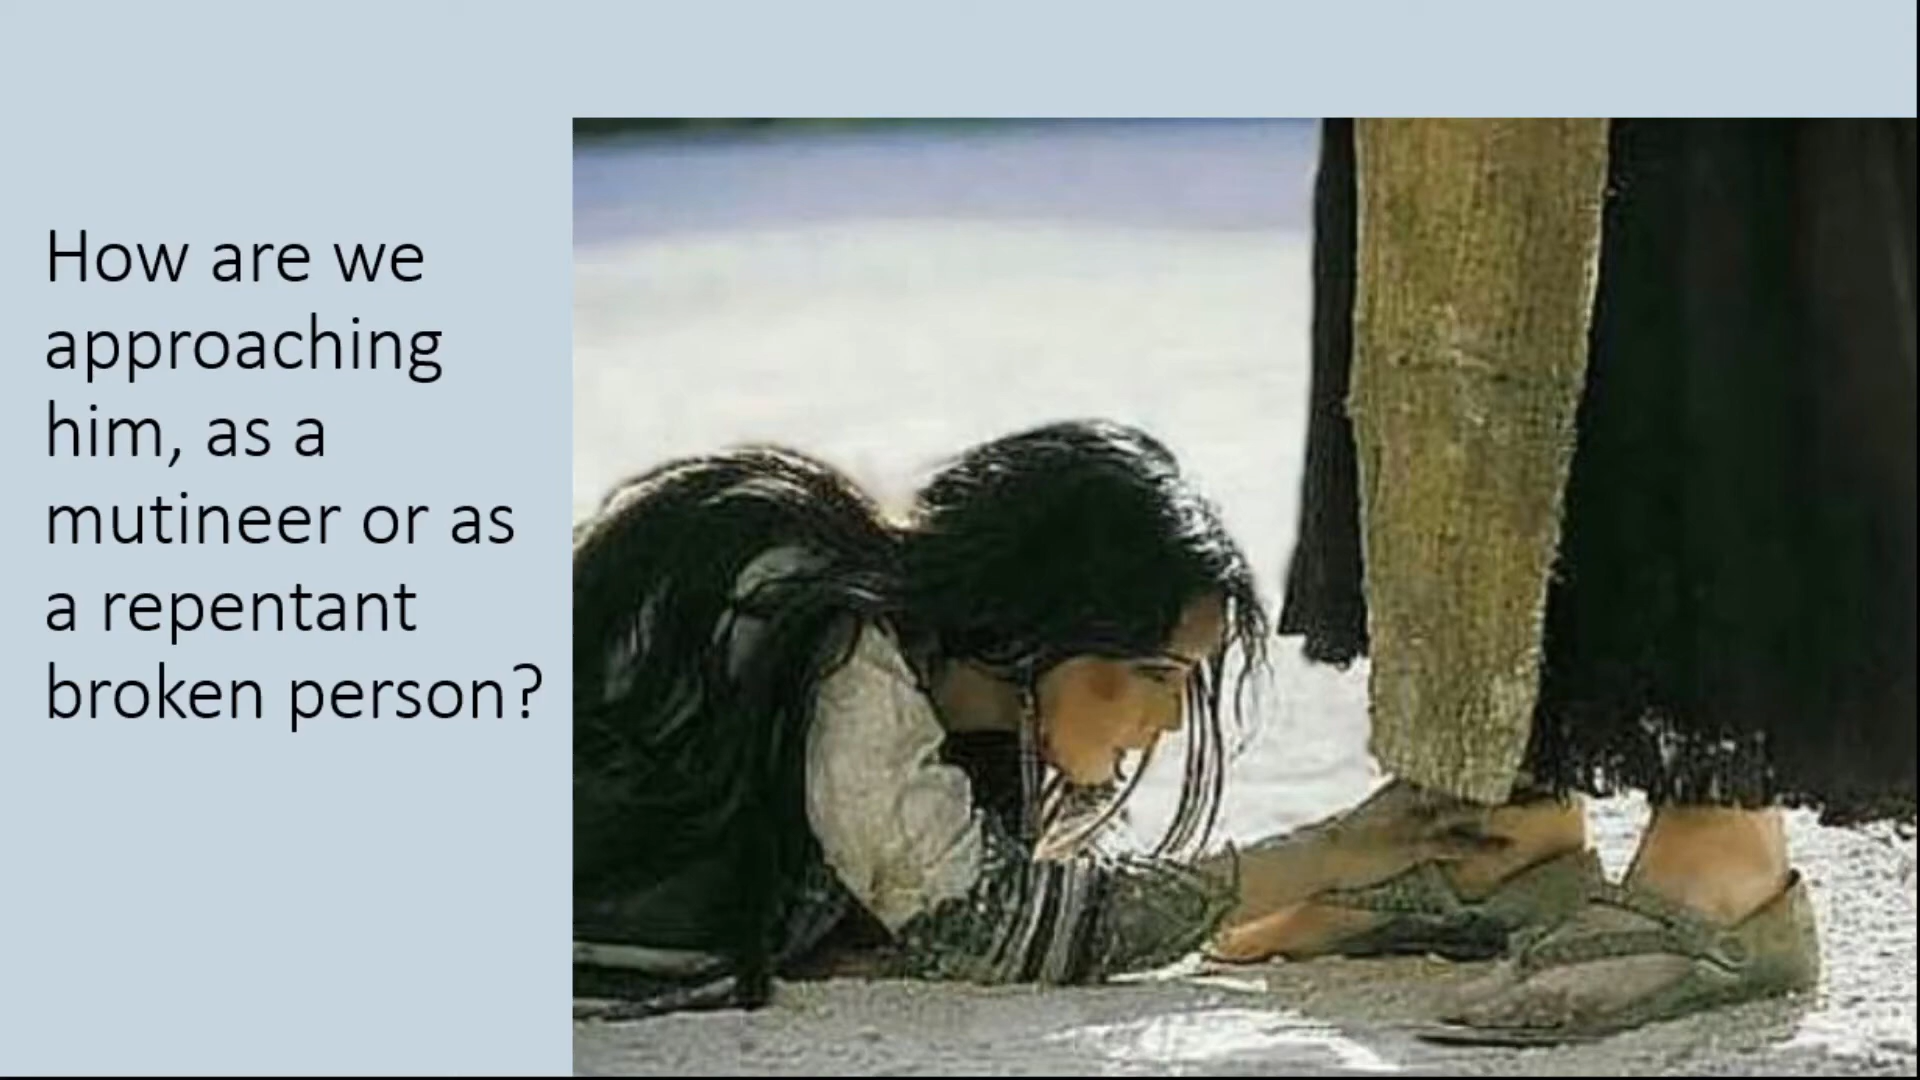 How are we
approaching
him, as a
mutineer or as
a repentant
broken person?